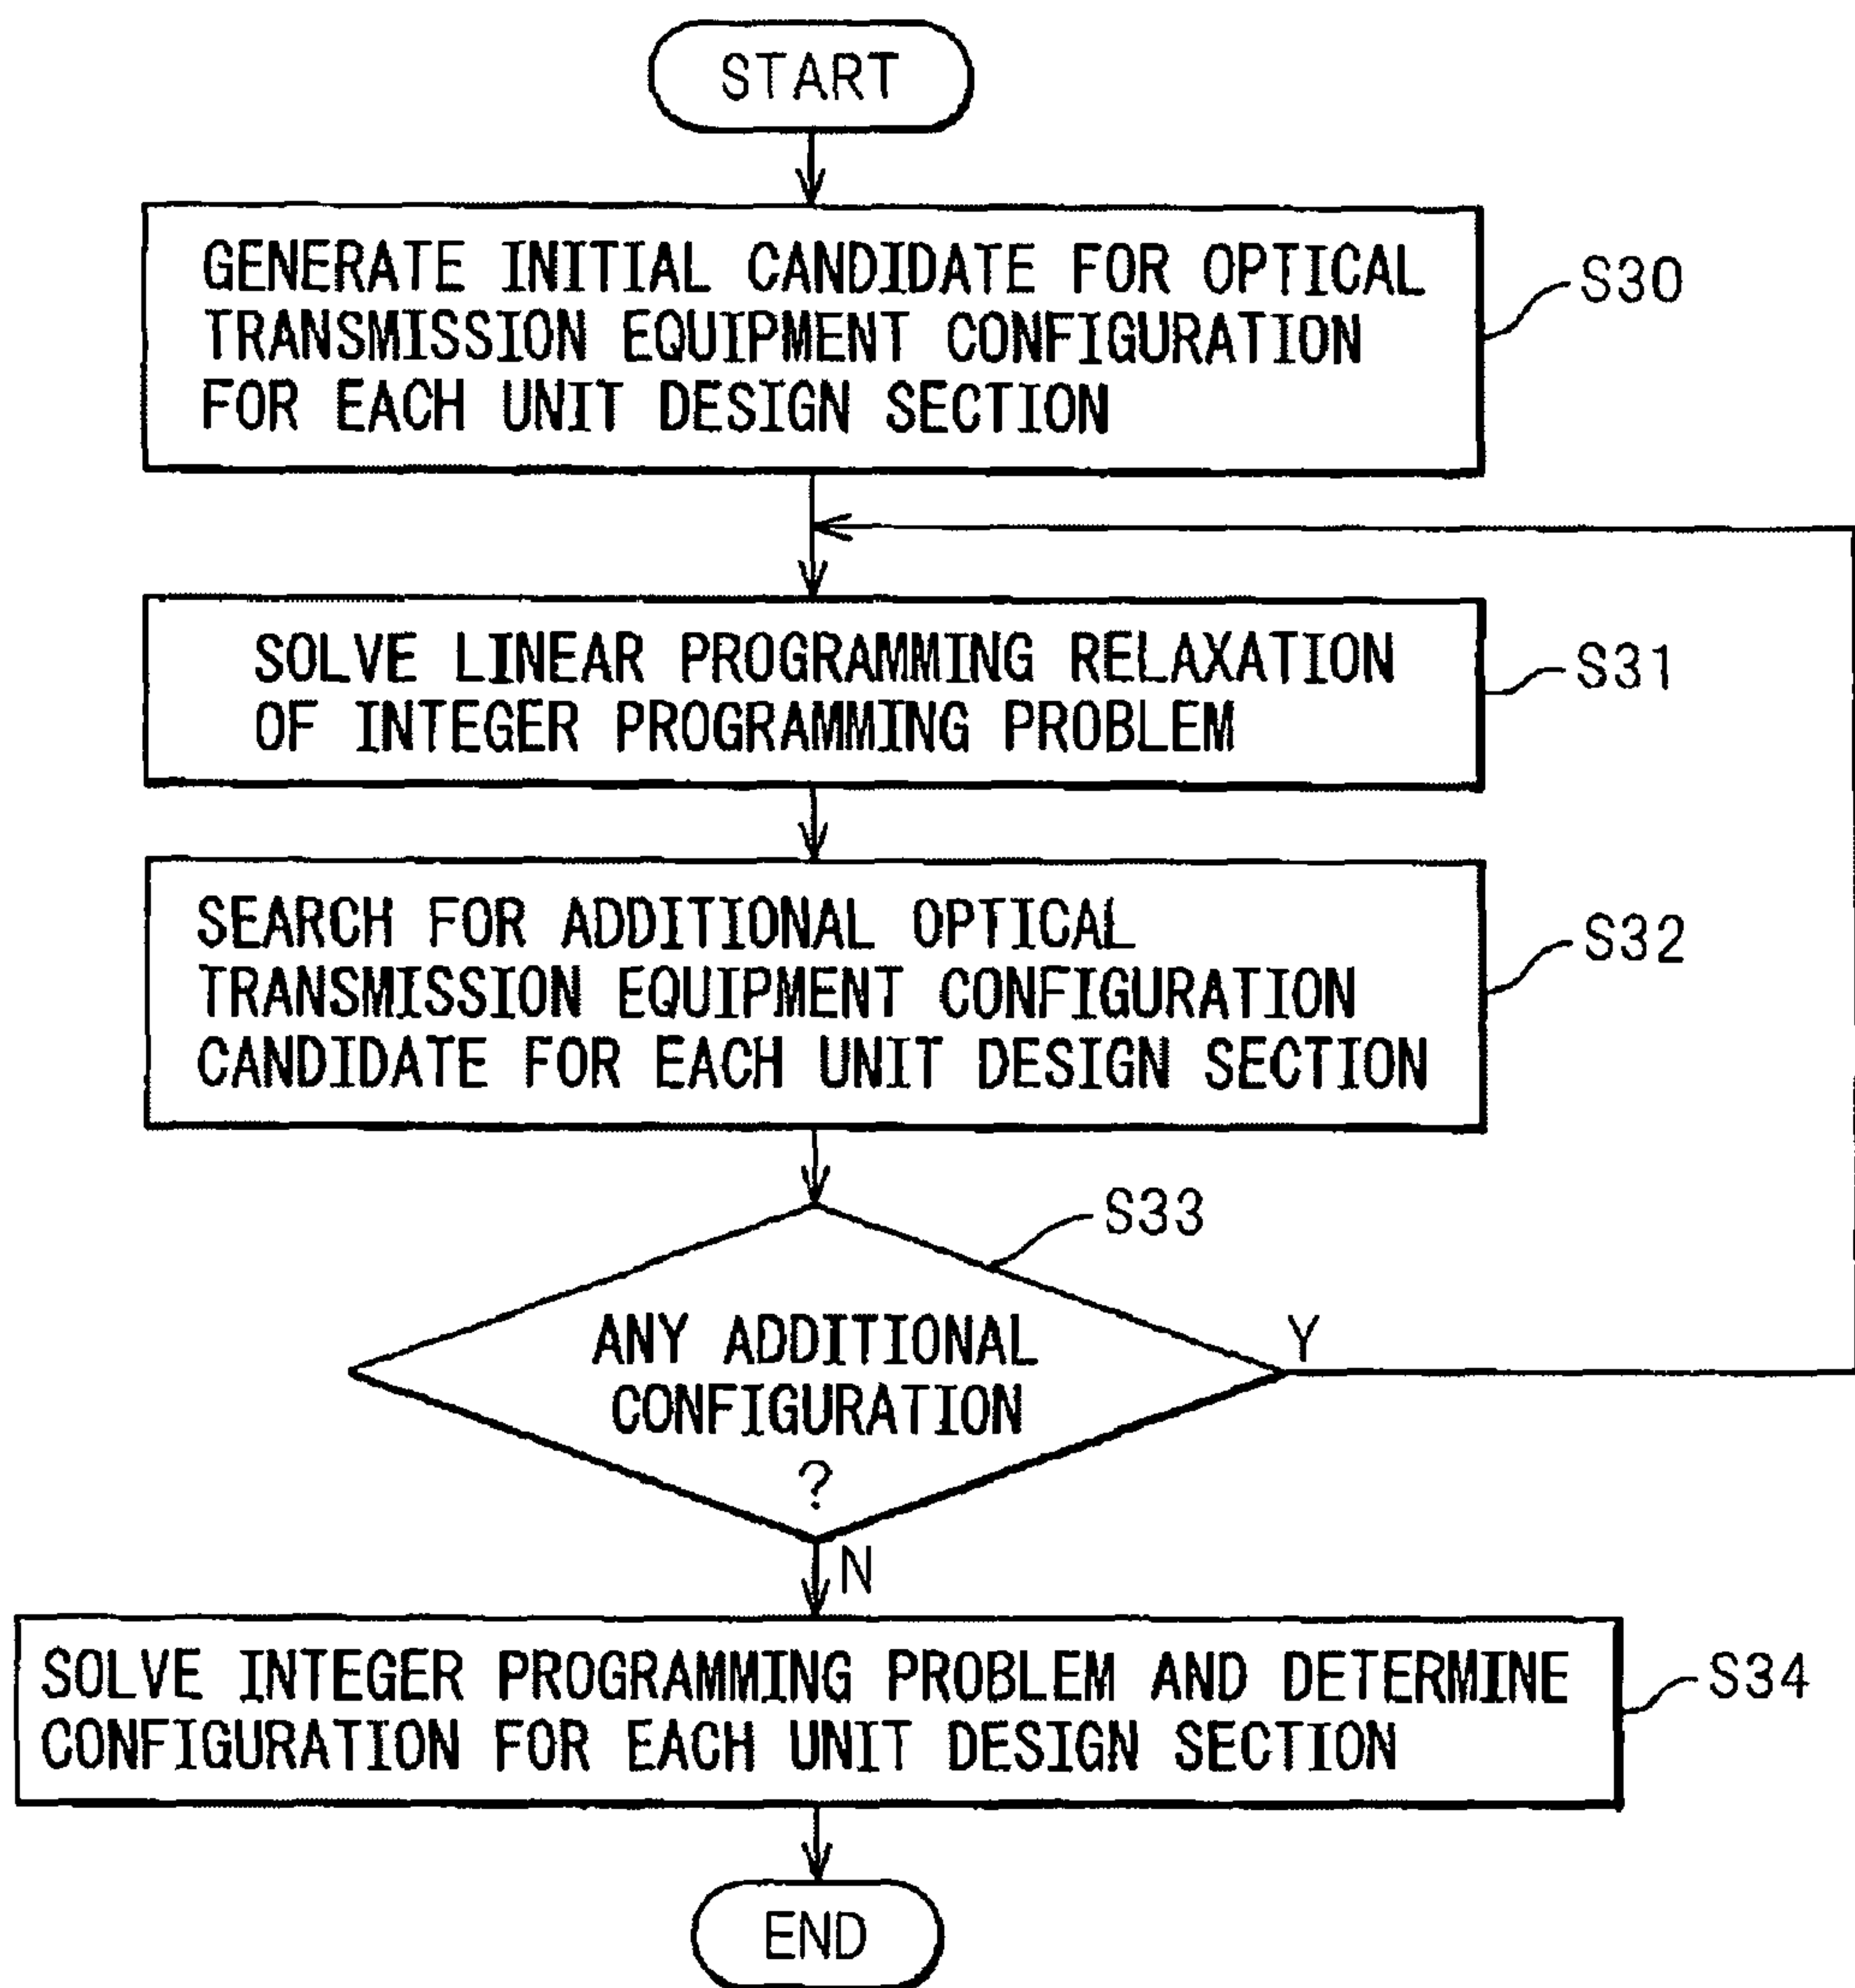 START
GENERATE INITIAL CANDIDATE FOR OPTICAL
TRANSMISSION EQUIPMENT CONFIGURATION
FOR EACH UNIT DESIGN SECTION
S30
SOLVE LINEAR PROGRAMMING RELAXATION
OF INTEGER PROGRAMMING PROBLEM
S31
SEARCH FOR ADDITIONAL OPTICAL
TRANSMISSION EQUIPMENT CONFIGURATION
CANDIDATE FOR EACH UNIT DESIGN SECTION
S32
S33
ANY ADDITIONAL
CONFIGURATION
?
Y
N
SOLVE INTEGER PROGRAMMING PROBLEM AND DETERMINE
CONFIGURATION FOR EACH UNIT DESIGN SECTION
S34
END